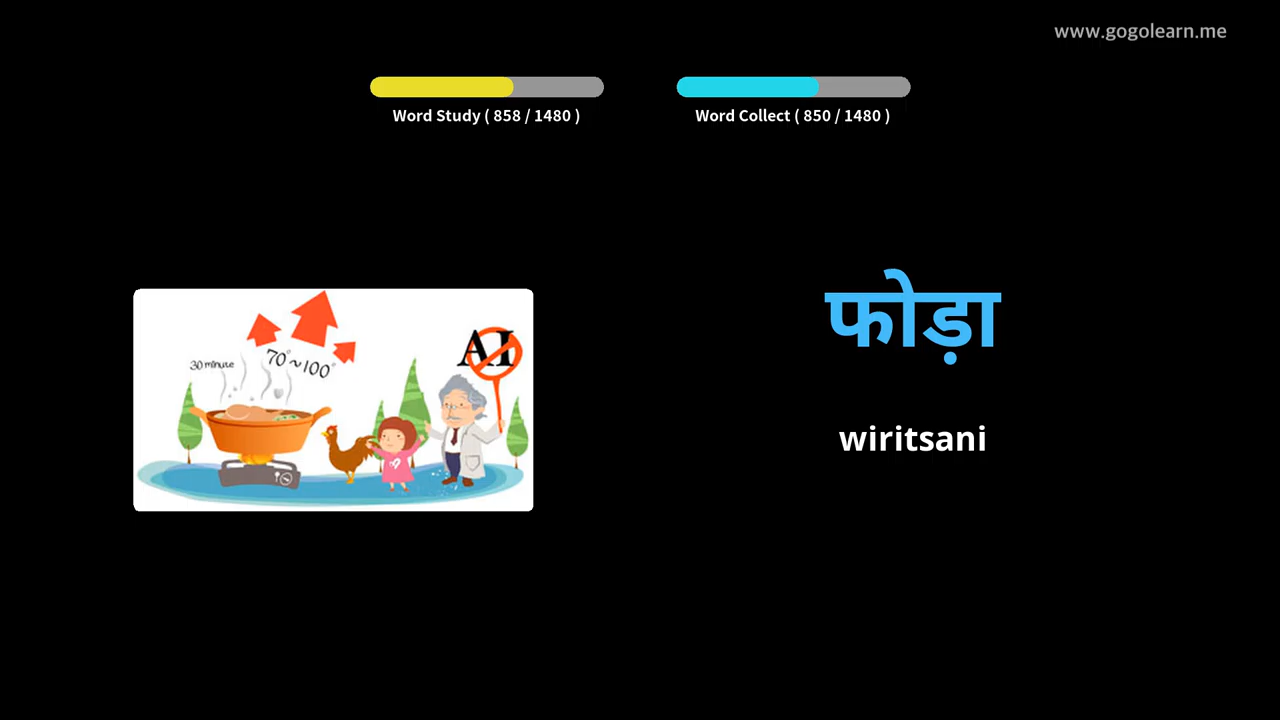 www.gogolearn.me
Word Study ( 858 / 1480 )
Word Collect ( 850 / 1480 )
30 minute
70°~100°
AI
फोड़ा
wiritsani